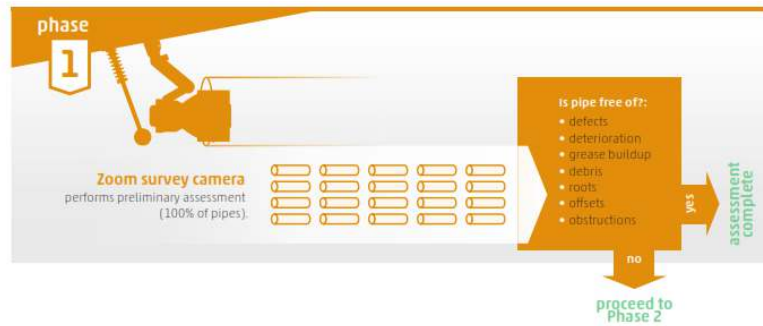 phase
1
Zoom survey camera
performs preliminary assessment
(100% of pipes).
Is pipe free of?:
• defects
• deterioration
• grease buildup
• debris
• roots
• offsets
• obstructions
yes
assessment
complete
no
proceed to
Phase 2